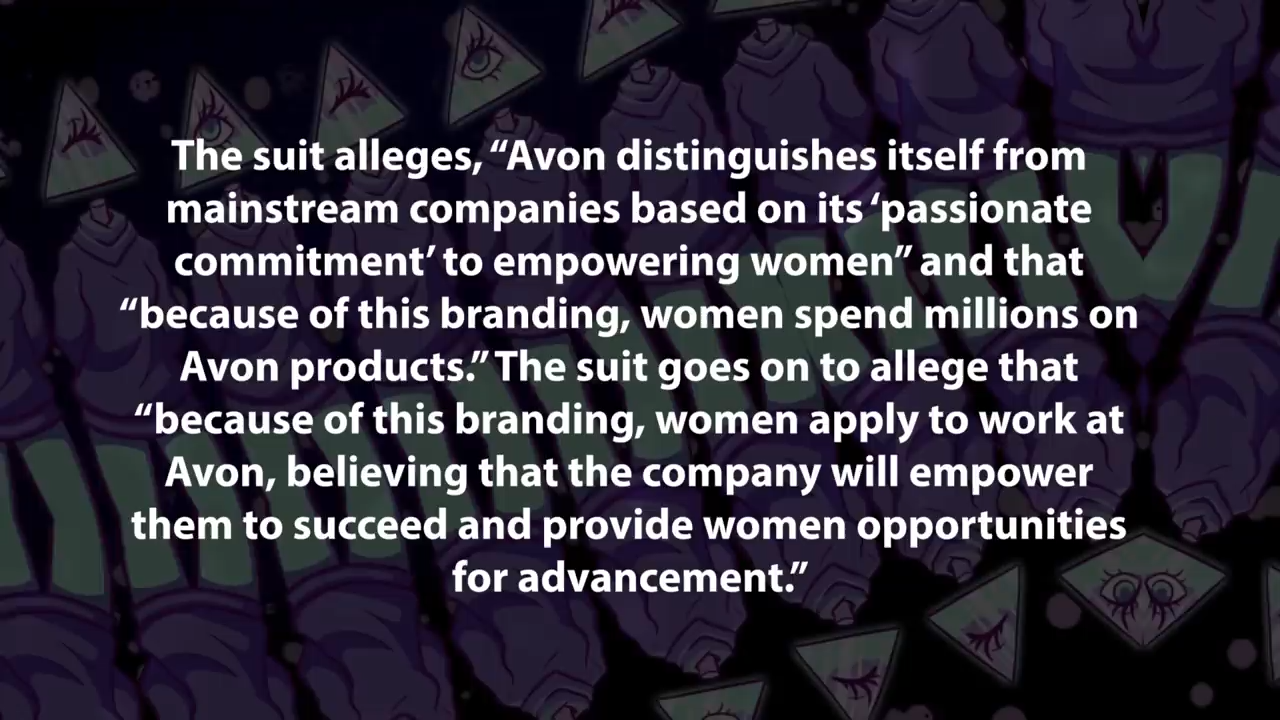 The suit alleges, “Avon distinguishes itself from
mainstream companies based on its ‘passionate
commitment’ to empowering women” and that
“because of this branding, women spend millions on
Avon products.” The suit goes on to allege that
“because of this branding, women apply to work at
Avon, believing that the company will empower
them to succeed and provide women opportunities
for advancement.”